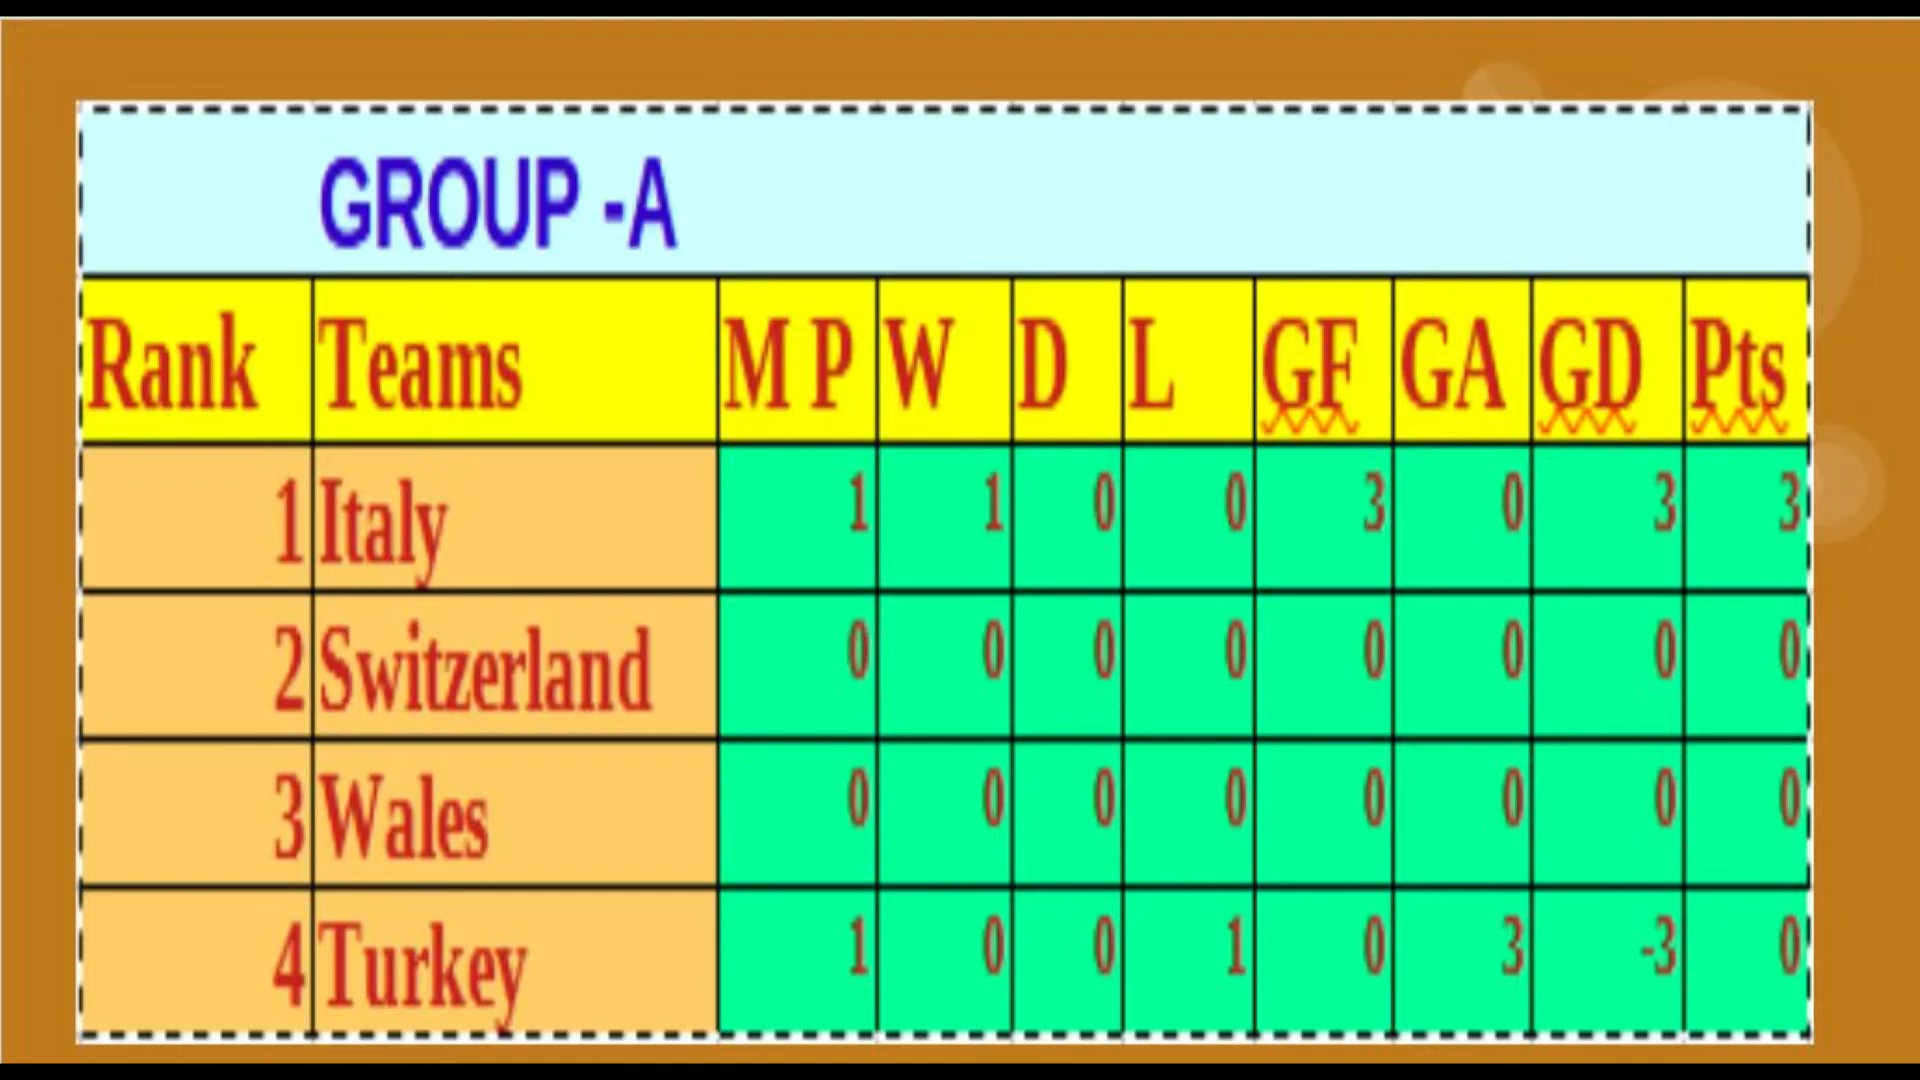 GROUP -A
Rank Teams M P W D L GF GA GD Pts
1 Italy 1 1 0 0 3 0 3 3
2 Switzerland 0 0 0 0 0 0 0 0
3 Wales 0 0 0 0 0 0 0 0
4 Turkey 1 0 0 1 0 3 -3 0